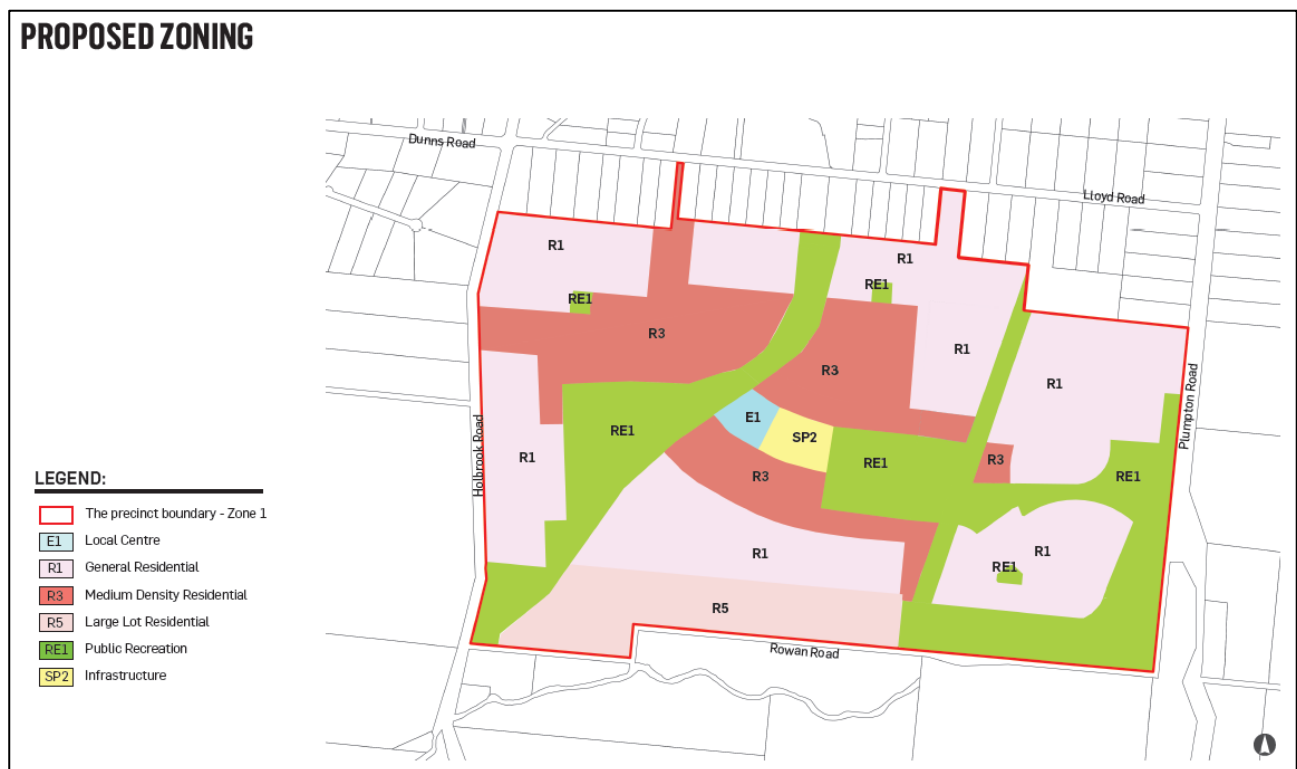 PROPOSED ZONING
Dunns Road
Lloyd Road
R1
R1
RE1
RE1
R3
R1
R3
R1
Plumpton Road
E1
RE1
SP2
R1
Holbrook Road
RE1
R3
R3
RE1
R1
R1
RE1
R5
Rowan Road
LEGEND:
The precinct boundary - Zone 1
E1 Local Centre
R1 General Residential
R3 Medium Density Residential
R5 Large Lot Residential
RE1 Public Recreation
SP2 Infrastructure